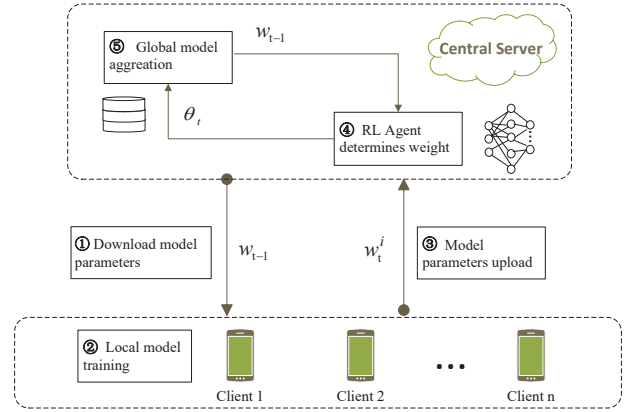 ⑤ Global model
aggreation
w_{t-1}
Central Server
θ_t
④ RL Agent
determines weight
① Download model
parameters
w_{t-1}
w_t^i
③ Model
parameters upload
② Local model
training
Client 1
Client 2
...
Client n